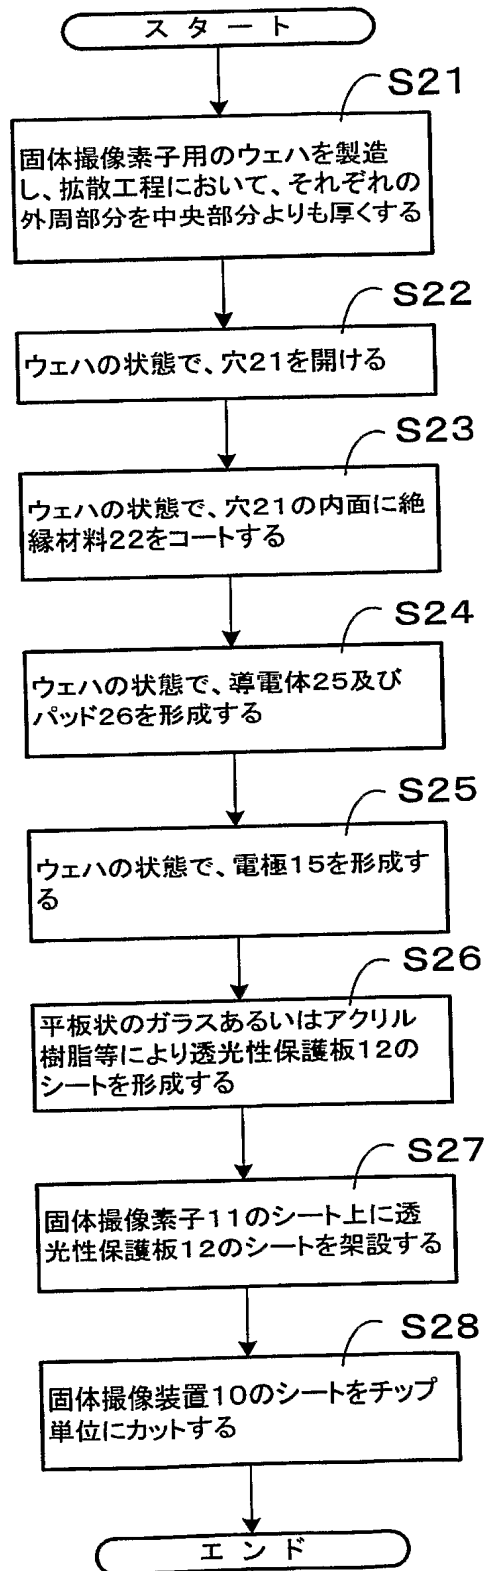 スタート
S21
固体撮像素子用のウェハを製造
し、拡散工程において、それぞれの
外周部分を中央部分よりも厚くする
S22
ウェハの状態で、穴21を開ける
S23
ウェハの状態で、穴21の内面に絶
縁材料22をコートする
S24
ウェハの状態で、導電体25及び
パッド26を形成する
S25
ウェハの状態で、電極15を形成す
る
S26
平板状のガラスあるいはアクリル
樹脂等により透光性保護板12の
シートを形成する
S27
固体撮像素子11のシート上に透
光性保護板12のシートを架設する
S28
固体撮像装置10のシートをチップ
単位にカットする
エンド